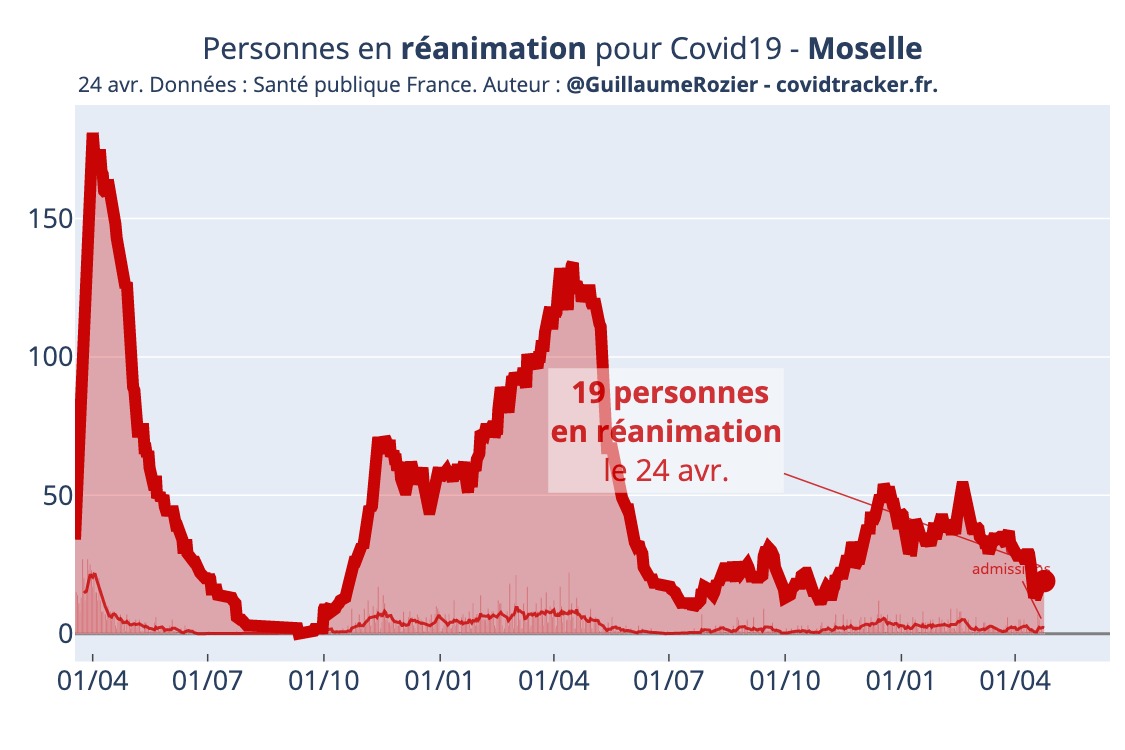 Personnes en réanimation pour Covid19 - Moselle
24 avr. Données : Santé publique France. Auteur : @GuillaumeRozier - covidtracker.fr.
150
100
50
0
19 personnes
en réanimation
le 24 avr.
admissions
01/04 01/07 01/10 01/01 01/04 01/07 01/10 01/01 01/04